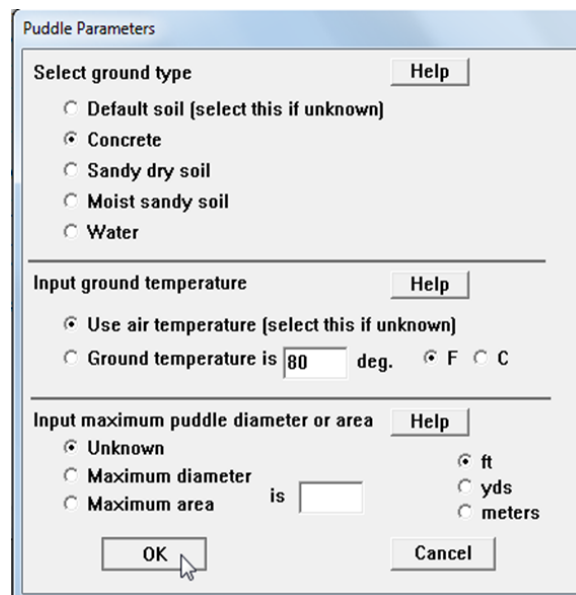 Puddle Parameters
Select ground type Help
Default soil (select this if unknown)
Concrete
Sandy dry soil
Moist sandy soil
Water
Input ground temperature Help
Use air temperature (select this if unknown)
Ground temperature is 80 deg. F C
Input maximum puddle diameter or area Help
Unknown
Maximum diameter
Maximum area
is
ft
yds
meters
OK Cancel